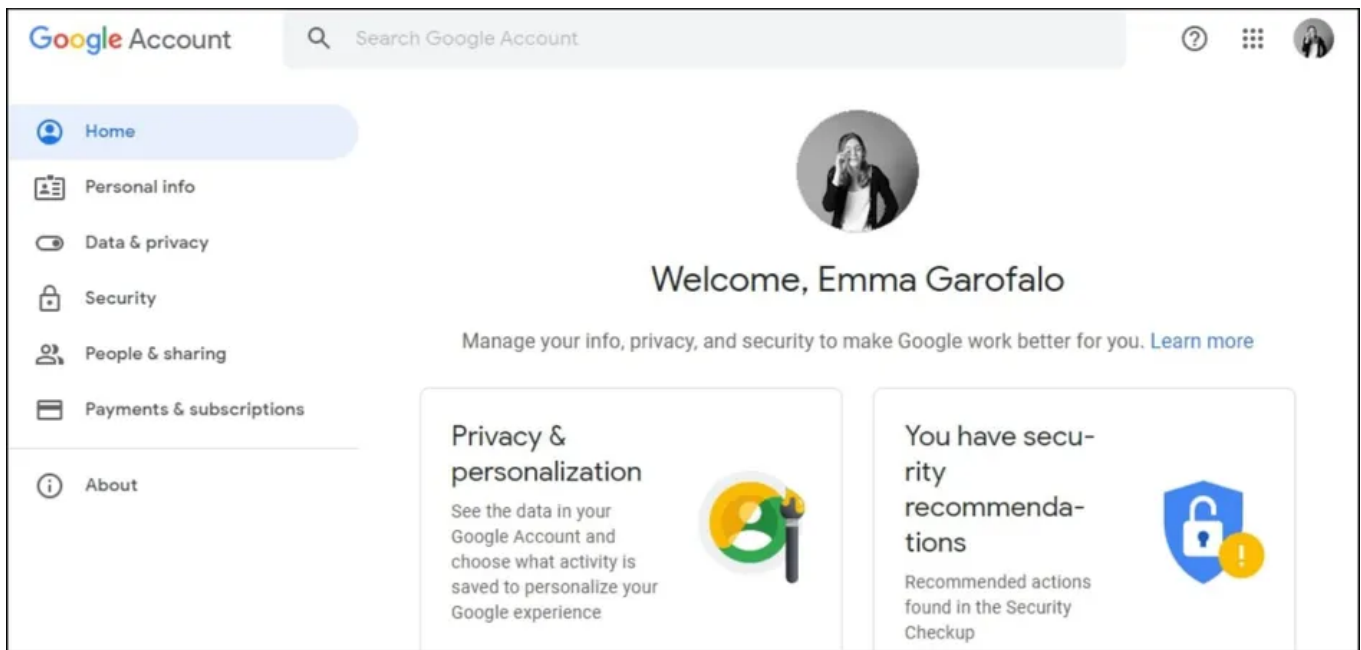 Google Account
Search Google Account
Home
Personal info
Data & privacy
Security
People & sharing
Payments & subscriptions
About
Welcome, Emma Garofalo
Manage your info, privacy, and security to make Google work better for you. Learn more
Privacy &
personalization
See the data in your
Google Account and
choose what activity is
saved to personalize your
Google experience
You have secu-
rity
recommenda-
tions
Recommended actions
found in the Security
Checkup